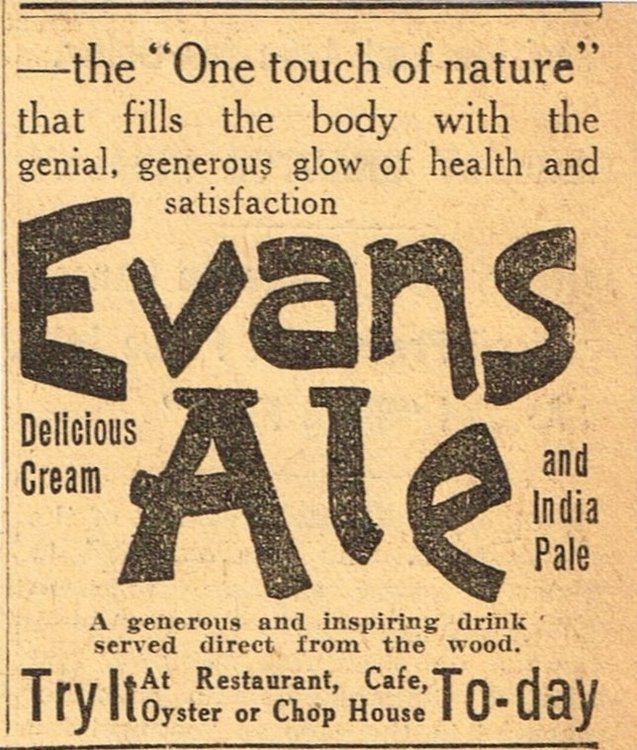 —the "One touch of nature"
that fills the body with the
genial, generous glow of health and
satisfaction
Evans
Ale
Delicious
Cream
and
India
Pale
A generous and inspiring drink
served direct from the wood.
Try It At Restaurant, Cafe, To-day
Oyster or Chop House